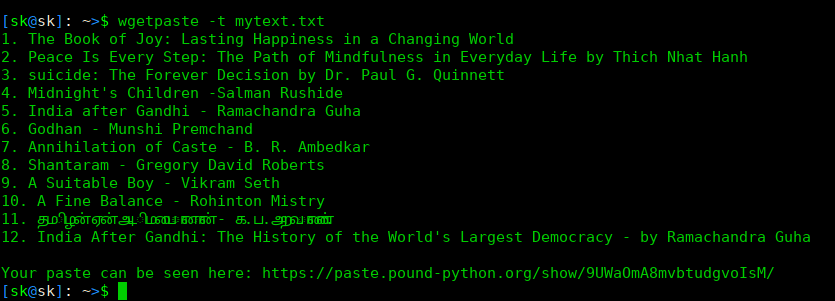 [sk@sk]: ~>$ wgetpaste -t mytext.txt
1. The Book of Joy: Lasting Happiness in a Changing World
2. Peace Is Every Step: The Path of Mindfulness in Everyday Life by Thich Nhat Hanh
3. suicide: The Forever Decision by Dr. Paul G. Quinnett
4. Midnight's Children -Salman Rushide
5. India after Gandhi - Ramachandra Guha
6. Godhan - Munshi Premchand
7. Annihilation of Caste - B. R. Ambedkar
8. Shantaram - Gregory David Roberts
9. A Suitable Boy - Vikram Seth
10. A Fine Balance - Rohinton Mistry
11. தமிழன் ஏன் - க.ப.அறவாணன்
12. India After Gandhi: The History of the World's Largest Democracy - by Ramachandra Guha
Your paste can be seen here: https://paste.pound-python.org/show/9UWaOmA8mvbtudgvoIsM/
[sk@sk]: ~>$